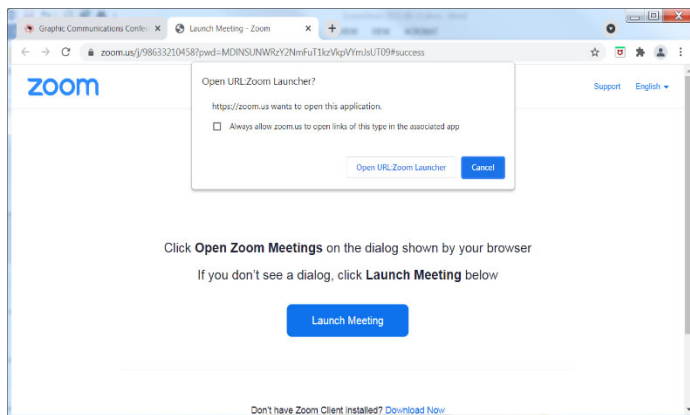 Graphic Communications Confer
Launch Meeting - Zoom
zoom.us/j/98633210458?pwd=MDlNSUNWRzY2NmFuT1kzVkpVYmJsUT09#success
zoom
Support English
Open URL:Zoom Launcher?
https://zoom.us wants to open this application.
Always allow zoom.us to open links of this type in the associated app
Open URL:Zoom Launcher Cancel
Click Open Zoom Meetings on the dialog shown by your browser
If you don't see a dialog, click Launch Meeting below
Launch Meeting
Don't have Zoom Client installed? Download Now